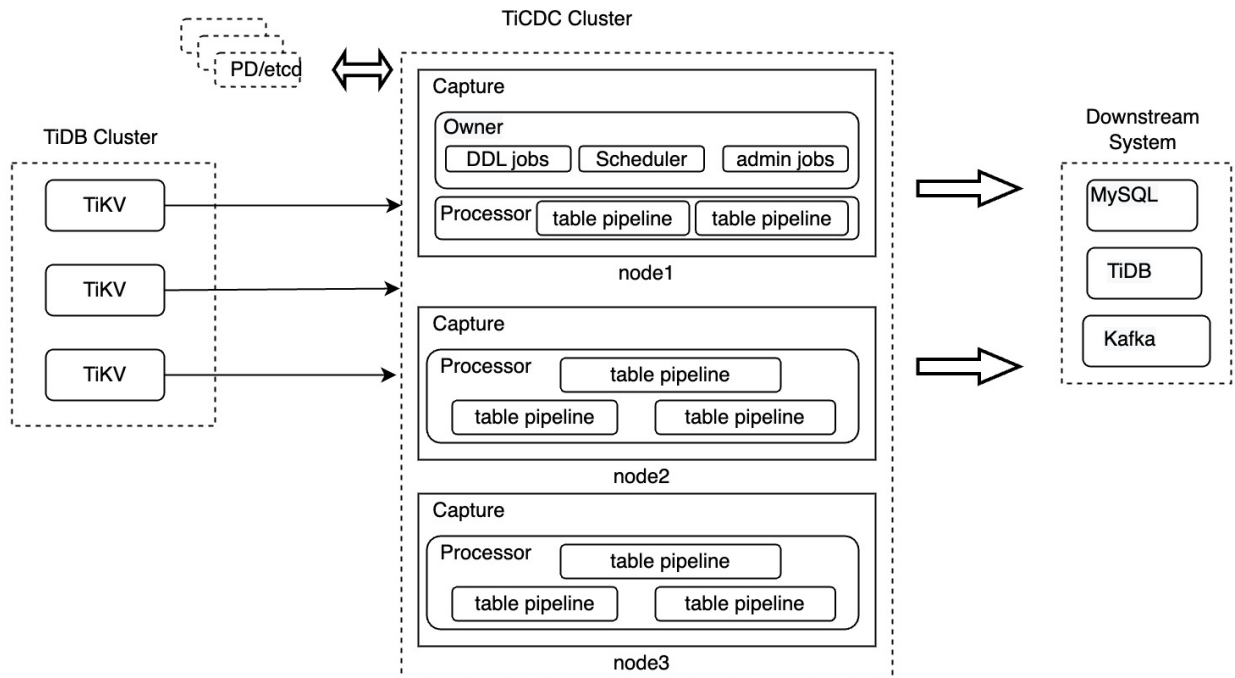 TiCDC Cluster
PD/etcd
TiDB Cluster
TiKV
TiKV
TiKV
Capture
Owner
DDL jobs
Scheduler
admin jobs
Processor
table pipeline
table pipeline
node1
Capture
Processor
table pipeline
table pipeline
table pipeline
node2
Capture
Processor
table pipeline
table pipeline
table pipeline
node3
Downstream
System
MySQL
TiDB
Kafka